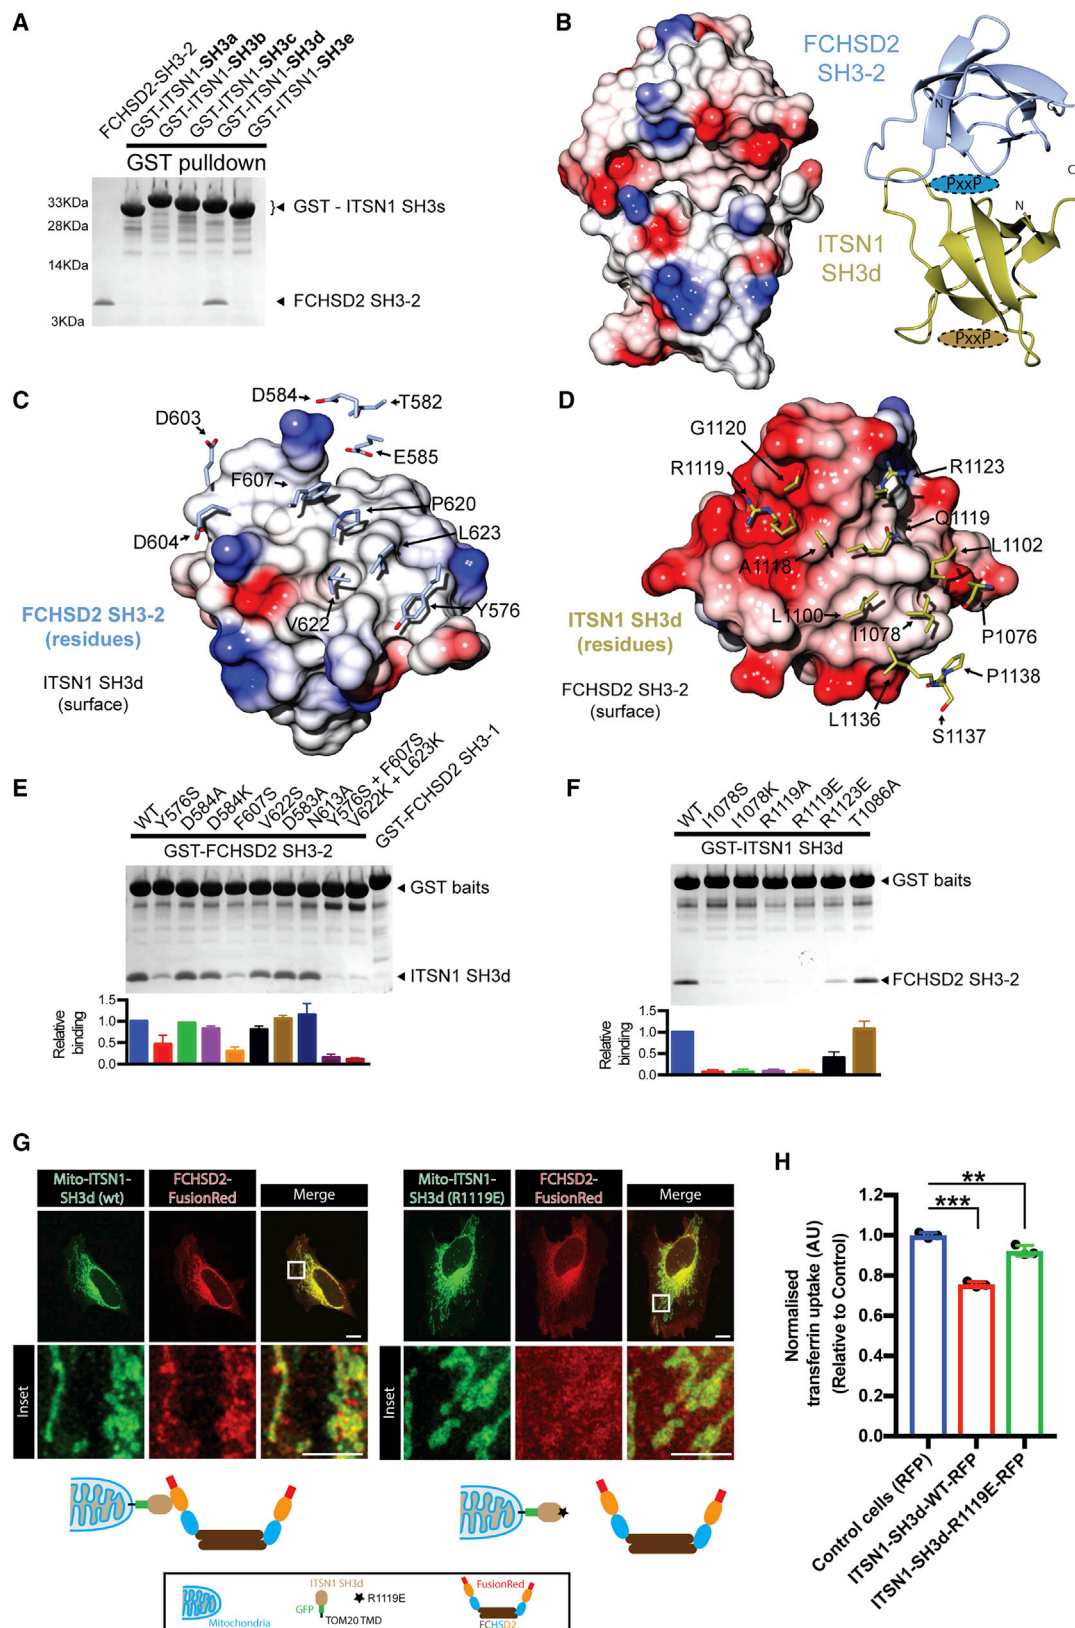 A
FCHSD2-SH3-2
GST-ITSN1-SH3a
GST-ITSN1-SH3b
GST-ITSN1-SH3c
GST-ITSN1-SH3d
GST-ITSN1-SH3e
GST pulldown
33KDa
28KDa
14KDa
3KDa
GST - ITSN1 SH3s
FCHSD2 SH3-2
B
FCHSD2
SH3-2
ITSN1
SH3d
N
C
PxxP
N
PxxP
C
D584
T582
D603
E585
F607
P620
L623
D604
V622
Y576
FCHSD2 SH3-2
(residues)
ITSN1 SH3d
(surface)
D
G1120
R1119
R1123
Q1119
L1102
A1118
L1100
I1078
P1076
P1138
L1136
S1137
ITSN1 SH3d
(residues)
FCHSD2 SH3-2
(surface)
E
WT
Y576S
D584A
D584K
F607S
V622S
D583A
N613A
Y576S + F607S
V622K + L623K
GST-FCHSD2 SH3-1
GST-FCHSD2 SH3-2
GST baits
ITSN1 SH3d
Relative
binding
1.5
1.0
0.5
0.0
F
WT
I1078S
I1078K
R1119A
R1119E
R1123E
T1086A
GST-ITSN1 SH3d
GST baits
FCHSD2 SH3-2
Relative
binding
1.5
1.0
0.5
0.0
G
Mito-ITSN1-
SH3d (wt)
FCHSD2-
FusionRed
Merge
Mito-ITSN1-
SH3d (R1119E)
FCHSD2-
FusionRed
Merge
Inset
Inset
ITSN1 SH3d
GFP
TOM20 TMD
Mitochondria
R1119E
FusionRed
FCHSD2
H
Normalised
transferrin uptake (AU)
(Relative to Control)
1.2
1.0
0.8
0.6
0.4
0.2
0.0
**
***
Control cells (RFP)
ITSN1-SH3d-WT-RFP
ITSN1-SH3d-R1119E-RFP